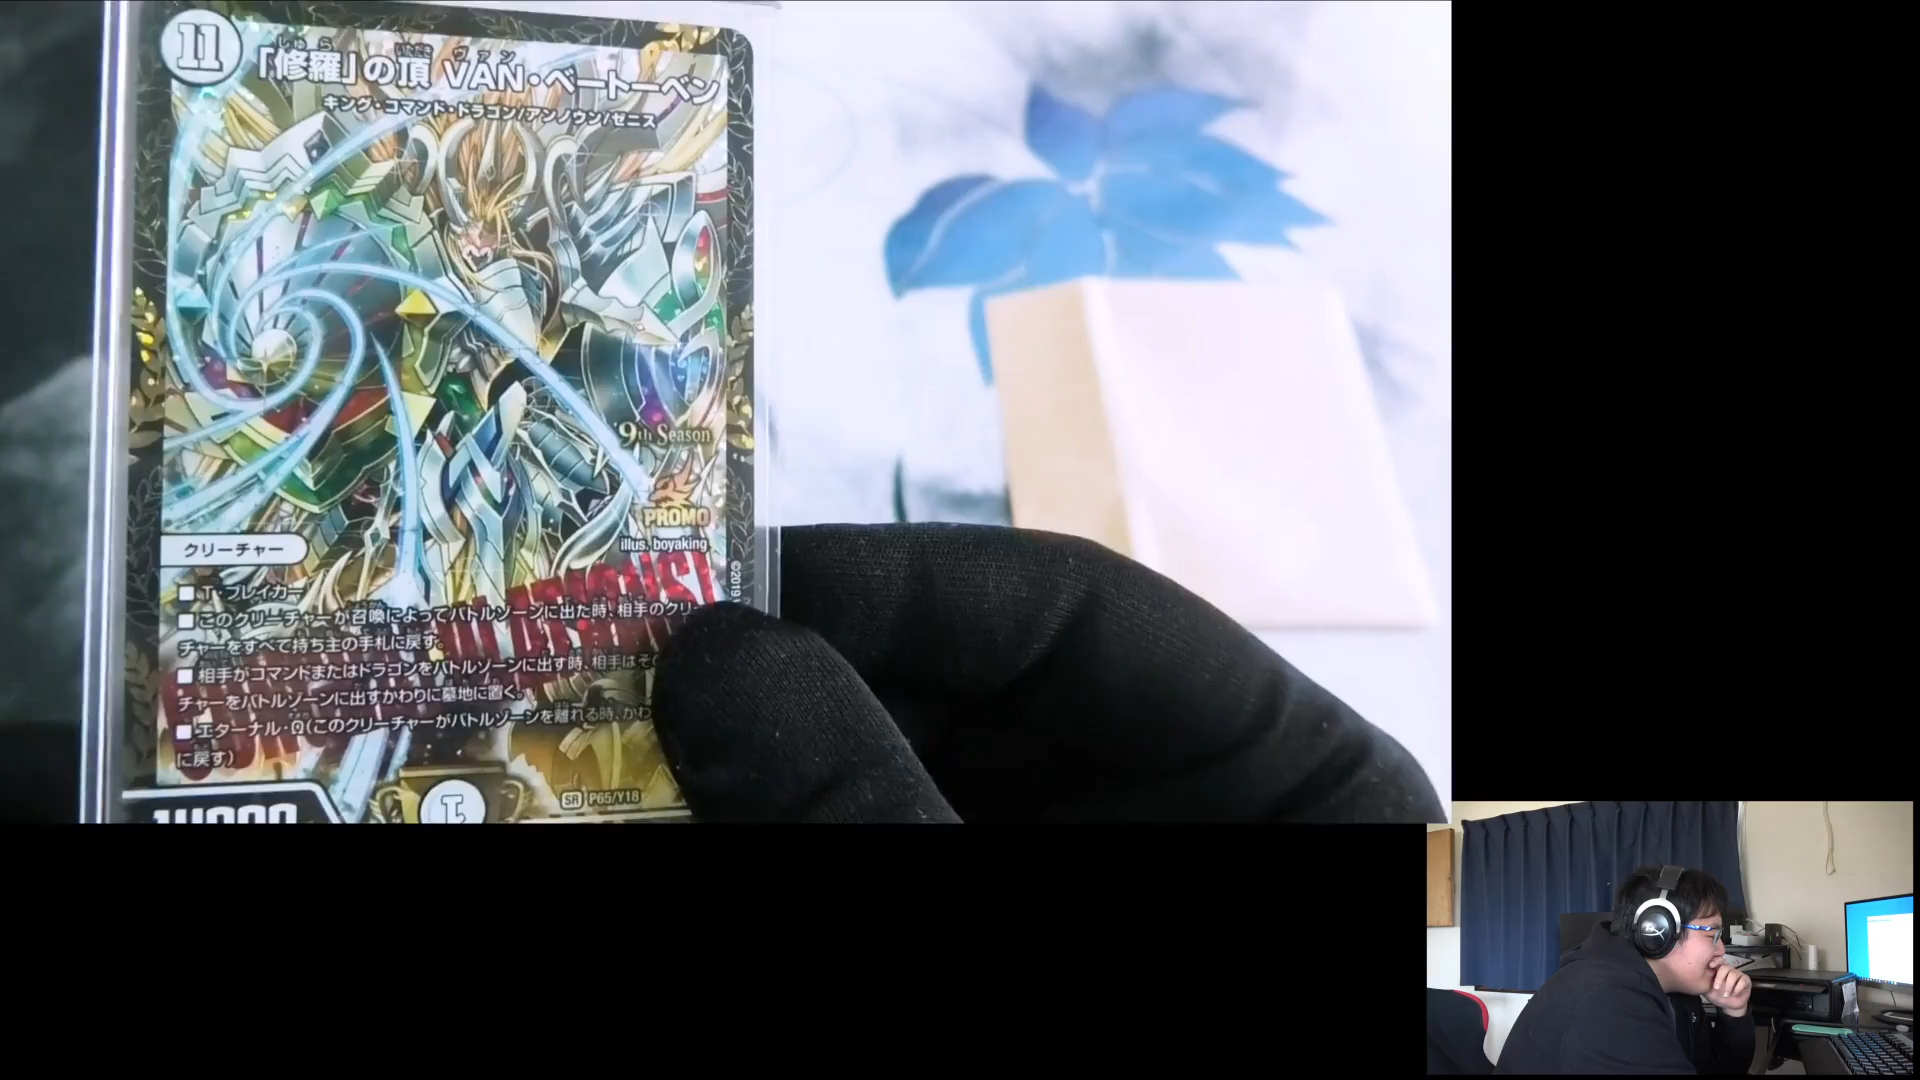 11
「修羅」の頂 VAN・ベートーベン
しゅら いただき ヴァン
キング・コマンド・ドラゴン/アンノウン/ゼニス
9th Season
PROMO
illus. boyaking
クリーチャー
©2019
■ T・ブレイカー
■ このクリーチャーが召喚によってバトルゾーンに出た時、相手のクリー
チャーをすべて持ち主の手札に戻す。
■ 相手がコマンドまたはドラゴンをバトルゾーンに出す時、相手はそ
チャーをバトルゾーンに出すかわりに墓地に置く。
■ エターナル・Ω(このクリーチャーがバトルゾーンを離れる時、かわ
に戻す)
SR P65/Y18